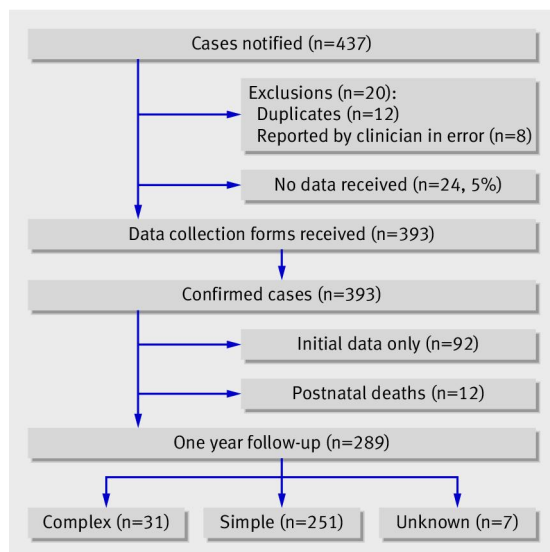 Cases notified (n=437)
Exclusions (n=20):
Duplicates (n=12)
Reported by clinician in error (n=8)
No data received (n=24, 5%)
Data collection forms received (n=393)
Confirmed cases (n=393)
Initial data only (n=92)
Postnatal deaths (n=12)
One year follow-up (n=289)
Complex (n=31)
Simple (n=251)
Unknown (n=7)